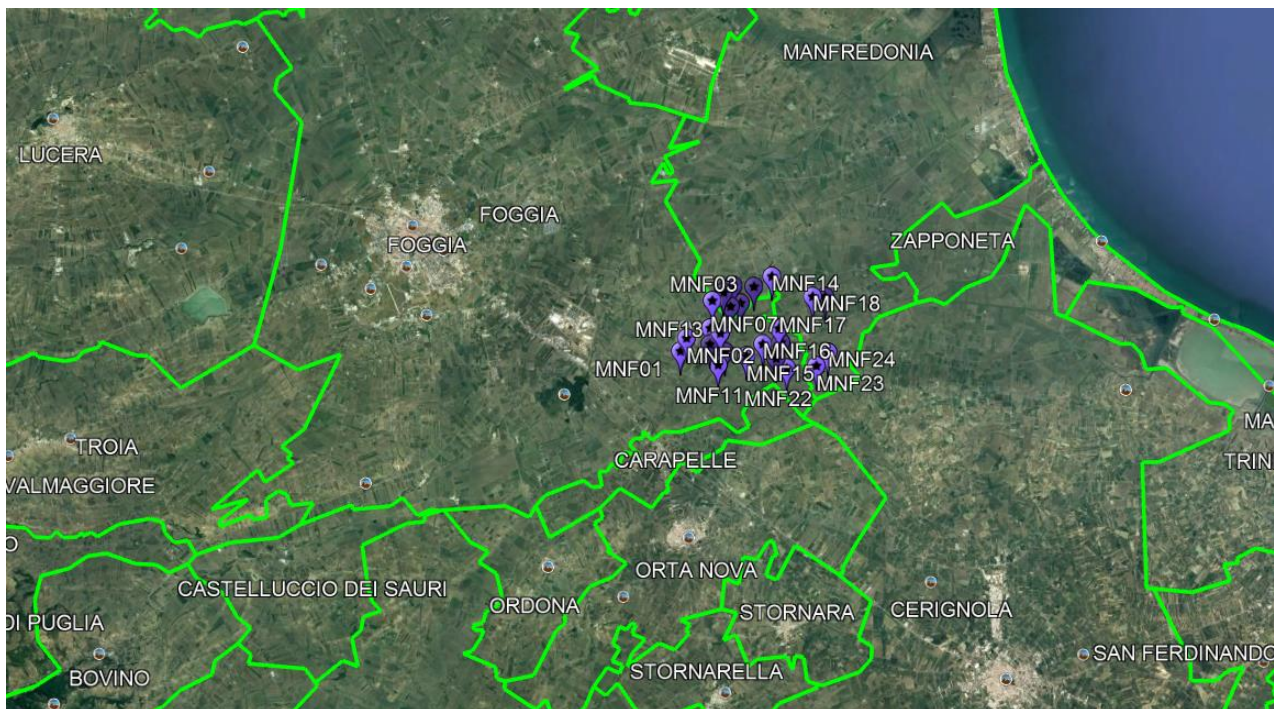 MANFREDONIA
LUCERA
FOGGIA
FOGGIA
ZAPPONETA
MNF03
MNF14
MNF18
MNF13
MNF07
MNF17
MNF01
MNF02
MNF16
MNF24
MNF15
MNF23
MNF11
MNF22
MA
TROIA
CARAPELLE
TRIN
VALMAGGIORE
O
ORTA NOVA
CASTELLUCCIO DEI SAURI
ORDONA
STORNARA
CERIGNOLA
DI PUGLIA
SAN FERDINANDO
STORNARELLA
BOVINO